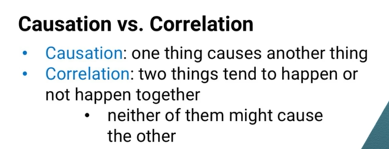 Causation vs. Correlation
• Causation: one thing causes another thing
• Correlation: two things tend to happen or
not happen together
• neither of them might cause
the other